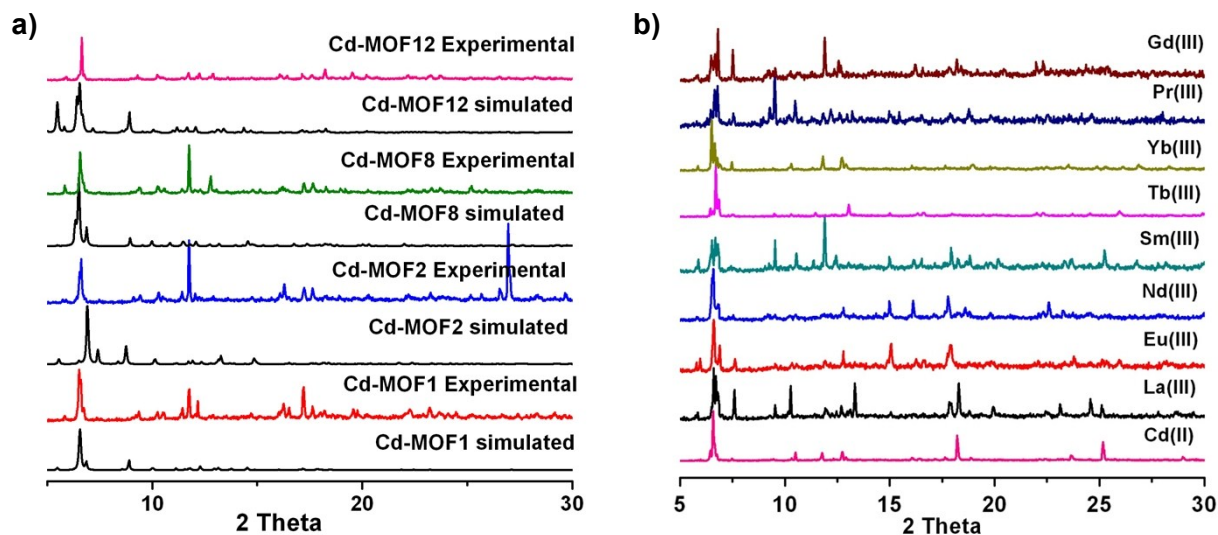 a)
Cd-MOF12 Experimental
Cd-MOF12 simulated
Cd-MOF8 Experimental
Cd-MOF8 simulated
Cd-MOF2 Experimental
Cd-MOF2 simulated
Cd-MOF1 Experimental
Cd-MOF1 simulated
10 20 30
2 Theta
b)
Gd(III)
Pr(III)
Yb(III)
Tb(III)
Sm(III)
Nd(III)
Eu(III)
La(III)
Cd(II)
5 10 15 20 25 30
2 Theta